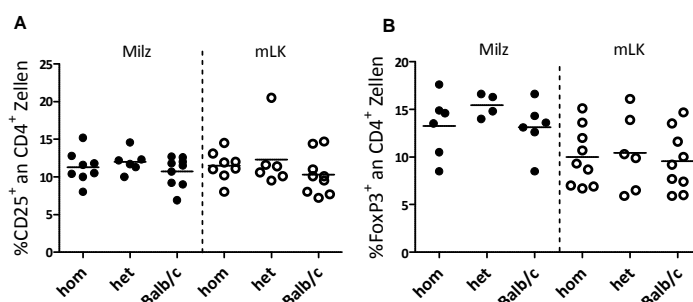 A
Milz mLK
%CD25+ an CD4+ Zellen
25
20
15
10
5
0
hom het Balb/c hom het Balb/c
B
Milz mLK
%FoxP3+ an CD4+ Zellen
20
15
10
5
0
hom het Balb/c hom het Balb/c